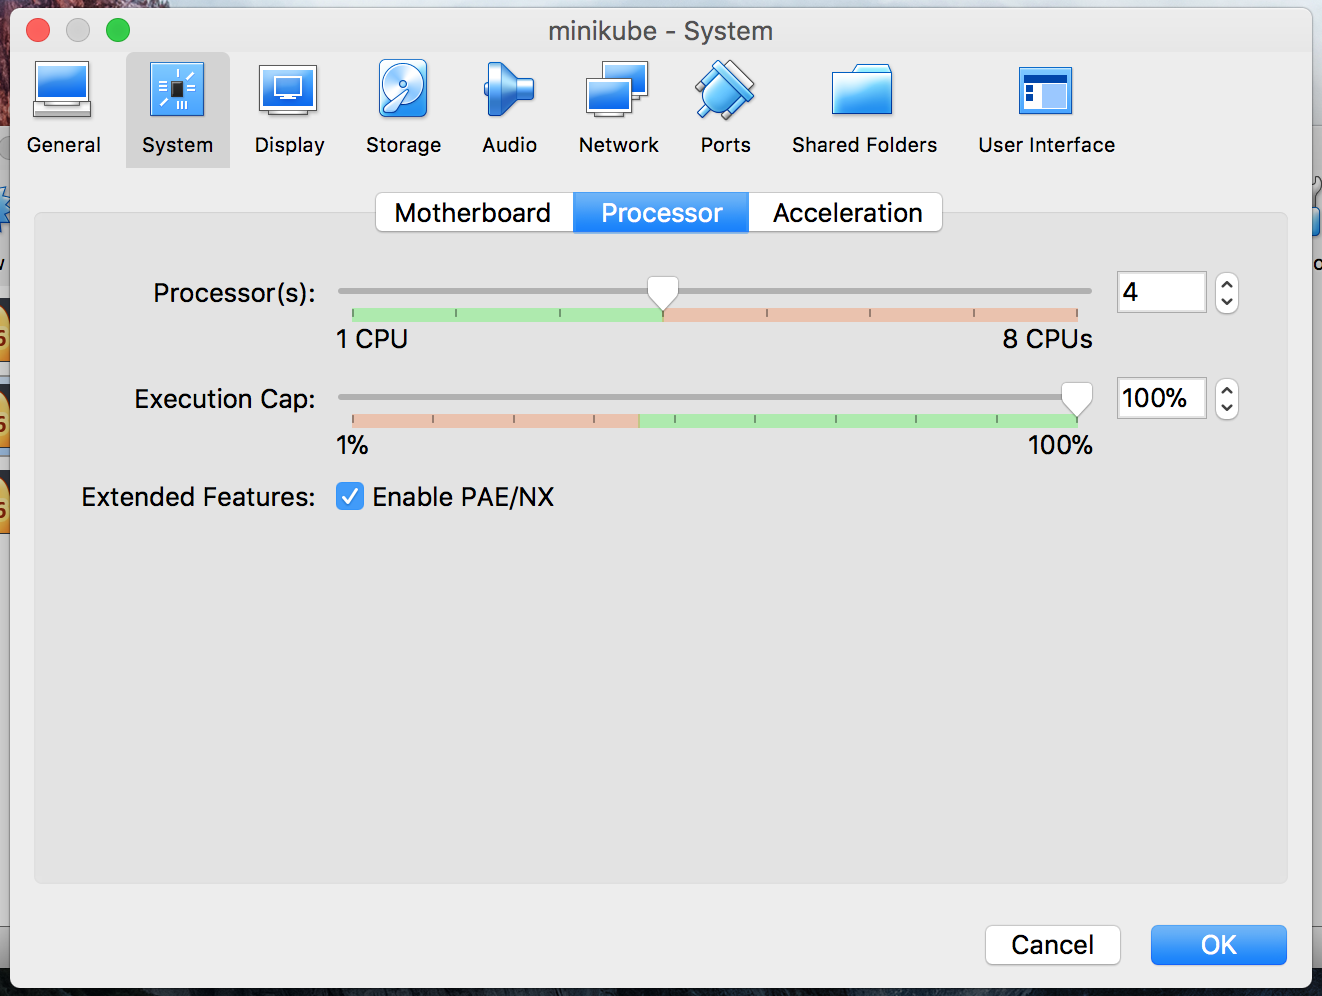 minikube - System
General System Display Storage Audio Network Ports Shared Folders User Interface
Motherboard Processor Acceleration
Processor(s): 4
1 CPU 8 CPUs
Execution Cap: 100%
1% 100%
Extended Features: Enable PAE/NX
Cancel OK